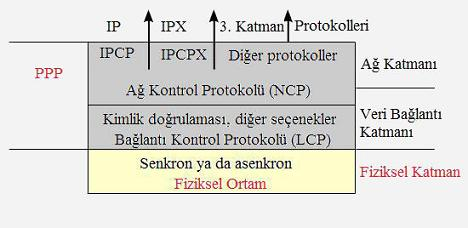 IP IPX 3. Katman Protokolleri
IPCP IPCPX Diğer protokoller
PPP
Ağ Katmanı
Ağ Kontrol Protokolü (NCP)
Kimlik doğrulaması, diğer seçenekler
Bağlantı Kontrol Protokolü (LCP)
Veri Bağlantı
Katmanı
Senkron ya da asenkron
Fiziksel Ortam
Fiziksel Katman